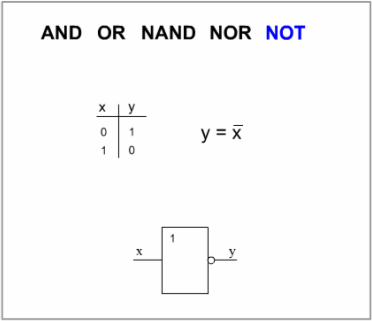 AND OR NAND NOR NOT
x y
0 1
1 0
y = x̅
1
x y